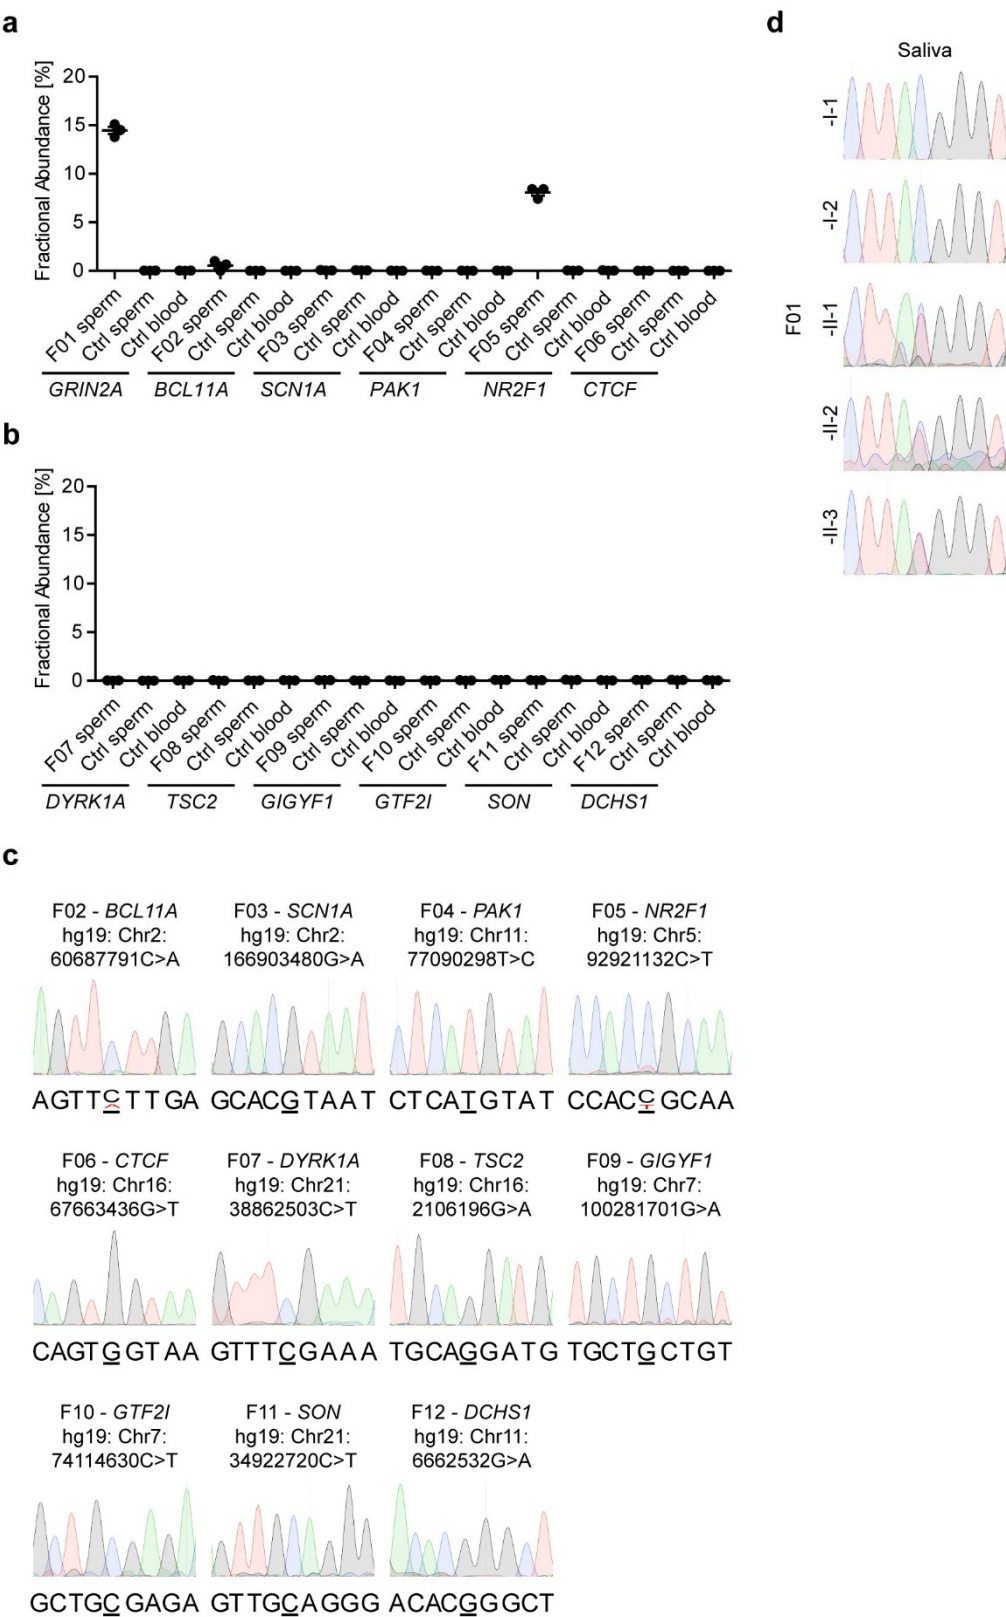 a
Fractional Abundance [%]
20
15
10
5
0
F01 sperm
Ctrl sperm
Ctrl blood
F02 sperm
Ctrl sperm
Ctrl blood
F03 sperm
Ctrl sperm
Ctrl blood
F04 sperm
Ctrl sperm
Ctrl blood
F05 sperm
Ctrl sperm
Ctrl blood
F06 sperm
Ctrl sperm
Ctrl blood
GRIN2A BCL11A SCN1A PAK1 NR2F1 CTCF
b
Fractional Abundance [%]
20
15
10
5
0
F07 sperm
Ctrl sperm
Ctrl blood
F08 sperm
Ctrl sperm
Ctrl blood
F09 sperm
Ctrl sperm
Ctrl blood
F10 sperm
Ctrl sperm
Ctrl blood
F11 sperm
Ctrl sperm
Ctrl blood
F12 sperm
Ctrl sperm
Ctrl blood
DYRK1A TSC2 GIGYF1 GTF2I SON DCHS1
c
F02 - BCL11A
hg19: Chr2:
60687791C>A
AGTTCTTGA
F03 - SCN1A
hg19: Chr2:
166903480G>A
GCACGTAAT
F04 - PAK1
hg19: Chr11:
77090298T>C
CTCATGTAT
F05 - NR2F1
hg19: Chr5:
92921132C>T
CCACCGCAA
F06 - CTCF
hg19: Chr16:
67663436G>T
CAGTGGTAA
F07 - DYRK1A
hg19: Chr21:
38862503C>T
GTTTCGAAA
F08 - TSC2
hg19: Chr16:
2106196G>A
TGCAGGATG
F09 - GIGYF1
hg19: Chr7:
100281701G>A
TGCTGCTGT
F10 - GTF2I
hg19: Chr7:
74114630C>T
GCTGCGAGA
F11 - SON
hg19: Chr21:
34922720C>T
GTTGCAGGG
F12 - DCHS1
hg19: Chr11:
6662532G>A
ACACGGGCT
d
Saliva
F01
-I-1
-I-2
-II-1
-II-2
-II-3